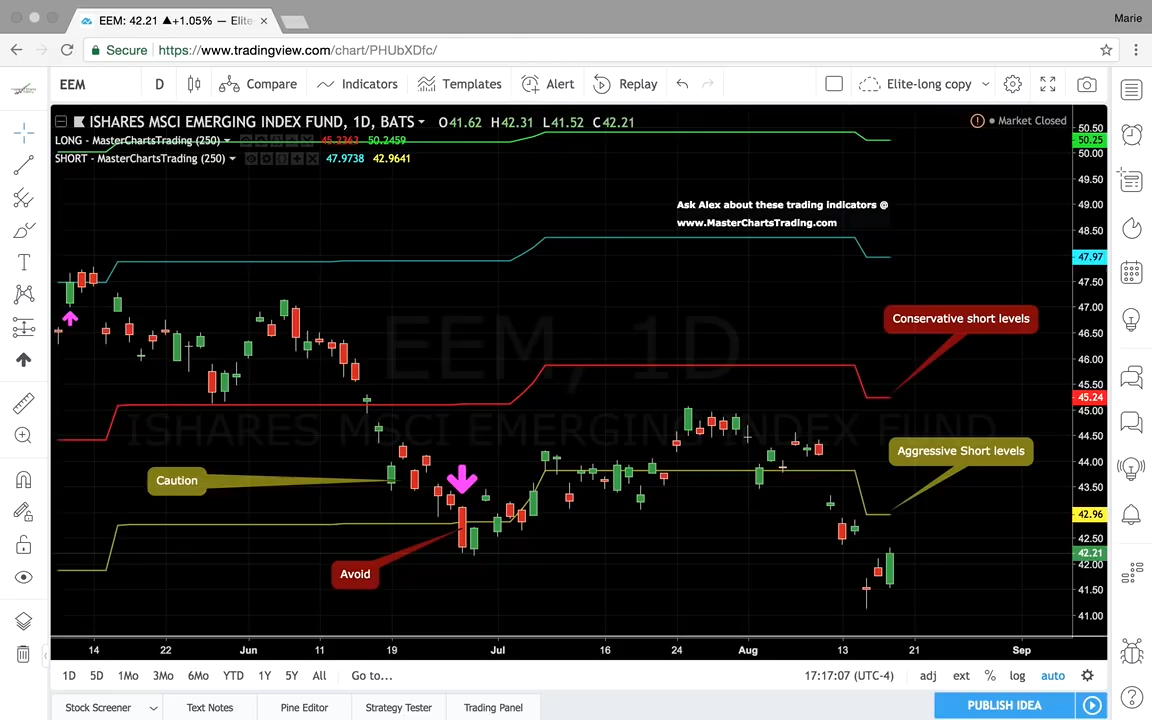 EEM: 42.21 ▲+1.05% — Elite-
Marie
Secure https://www.tradingview.com/chart/PHUbXDfc/
EEM D Compare Indicators Templates Alert Replay Elite-long copy
ISHARES MSCI EMERGING INDEX FUND, 1D, BATS O41.62 H42.31 L41.52 C42.21
Market Closed
LONG - MasterChartsTrading (250) 50.2459
SHORT - MasterChartsTrading (250) 47.9738 42.9641
Ask Alex about these trading indicators @
www.MasterChartsTrading.com
EEM, 1D
ISHARES MSCI EMERGING INDEX FUND
Conservative short levels
Aggressive Short levels
Caution
Avoid
50.50
50.25
50.00
49.50
49.00
48.50
47.97
47.50
47.00
46.50
46.00
45.50
45.24
45.00
44.50
44.00
43.50
42.96
42.50
42.21
42.00
41.50
41.00
14 22 Jun 11 19 Jul 16 24 Aug 13 21 Sep
1D 5D 1Mo 3Mo 6Mo YTD 1Y 5Y All Go to... 17:17:07 (UTC-4) adj ext % log auto
Stock Screener Text Notes Pine Editor Strategy Tester Trading Panel PUBLISH IDEA